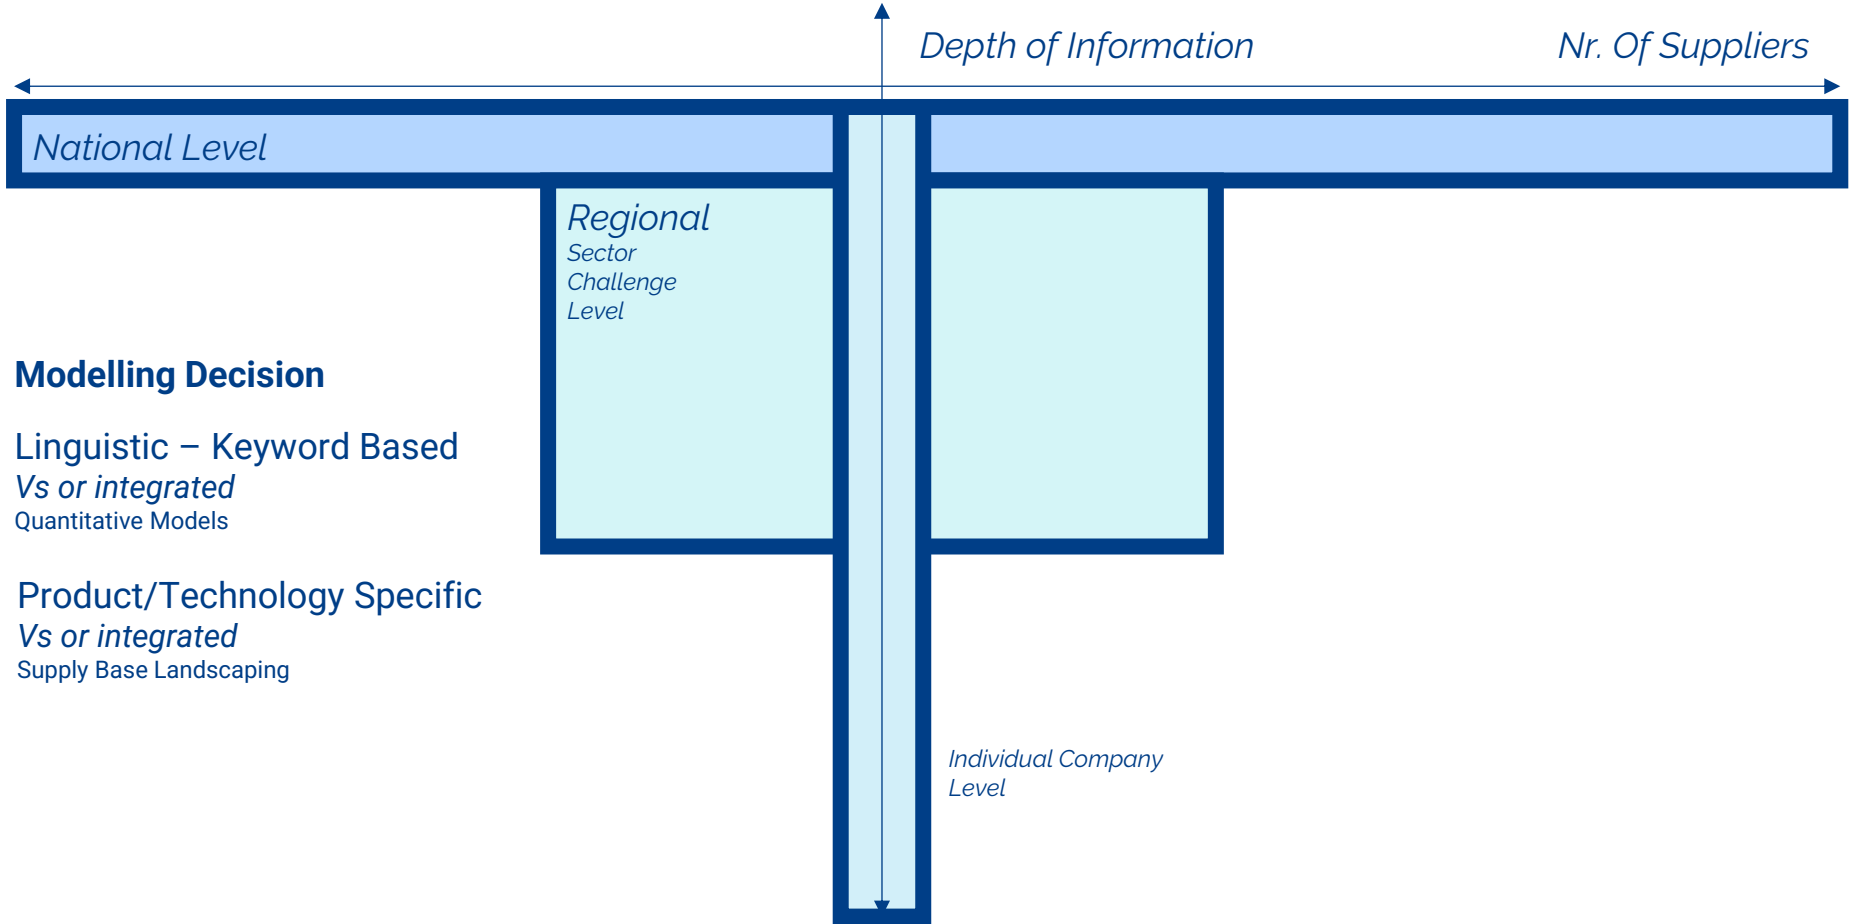 Depth of Information
Nr. Of Suppliers
National Level
Regional
Sector
Challenge
Level
Modelling Decision
Linguistic – Keyword Based
Vs or integrated
Quantitative Models
Product/Technology Specific
Vs or integrated
Supply Base Landscaping
Individual Company
Level